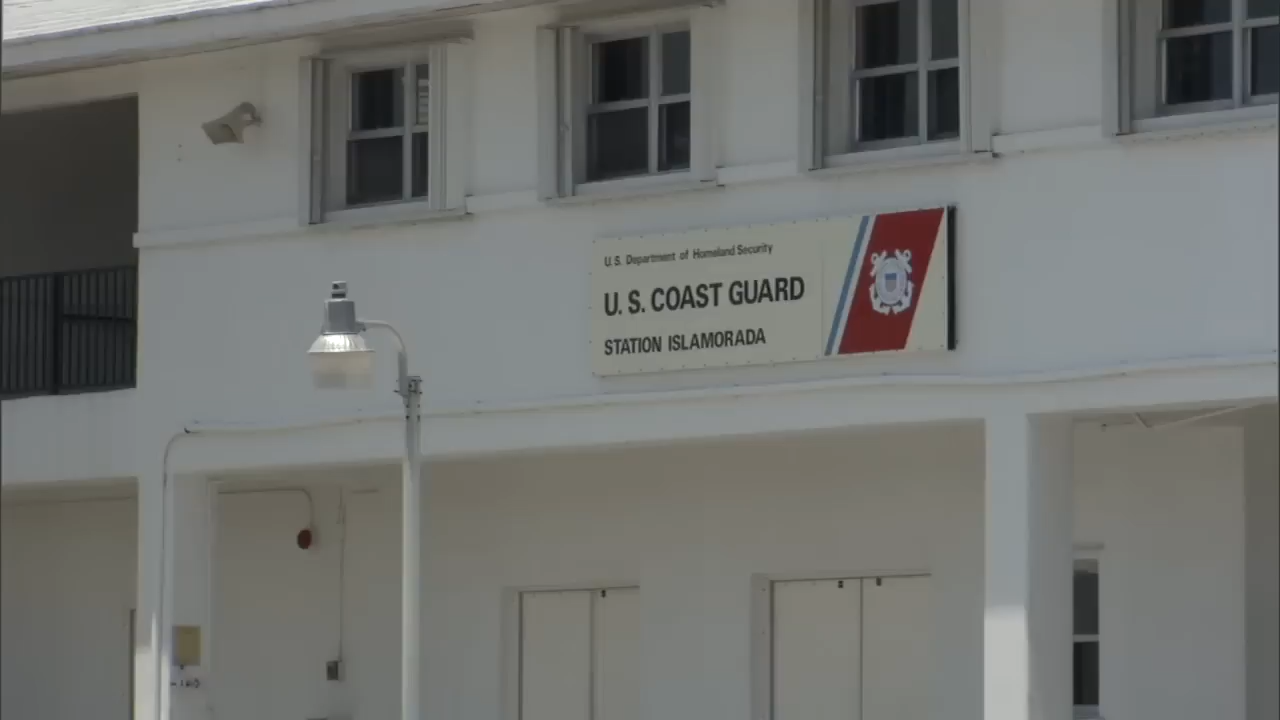 U.S. Department of Homeland Security
U.S. COAST GUARD
STATION ISLAMORADA